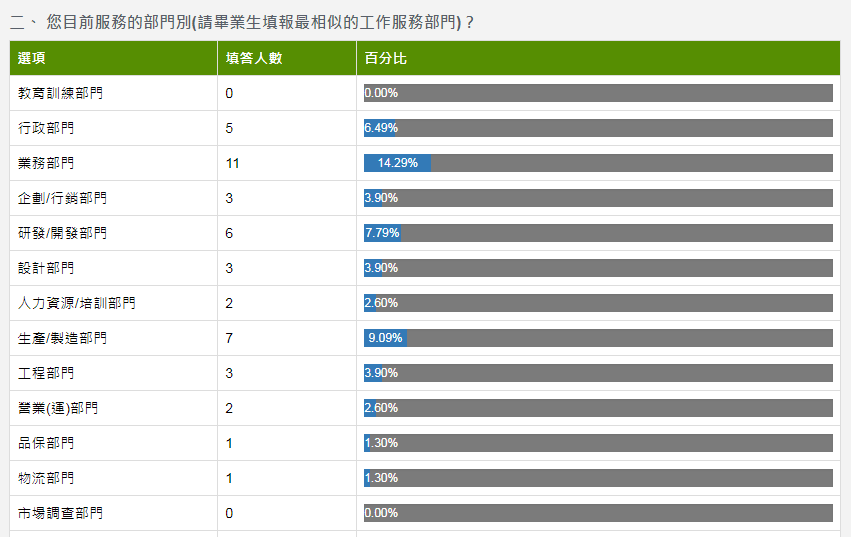 二、 您目前服務的部門別(請畢業生填報最相似的工作服務部門)？
選項 填答人數 百分比
教育訓練部門 0 0.00%
行政部門 5 6.49%
業務部門 11 14.29%
企劃/行銷部門 3 3.90%
研發/開發部門 6 7.79%
設計部門 3 3.90%
人力資源/培訓部門 2 2.60%
生產/製造部門 7 9.09%
工程部門 3 3.90%
營業(運)部門 2 2.60%
品保部門 1 1.30%
物流部門 1 1.30%
市場調查部門 0 0.00%